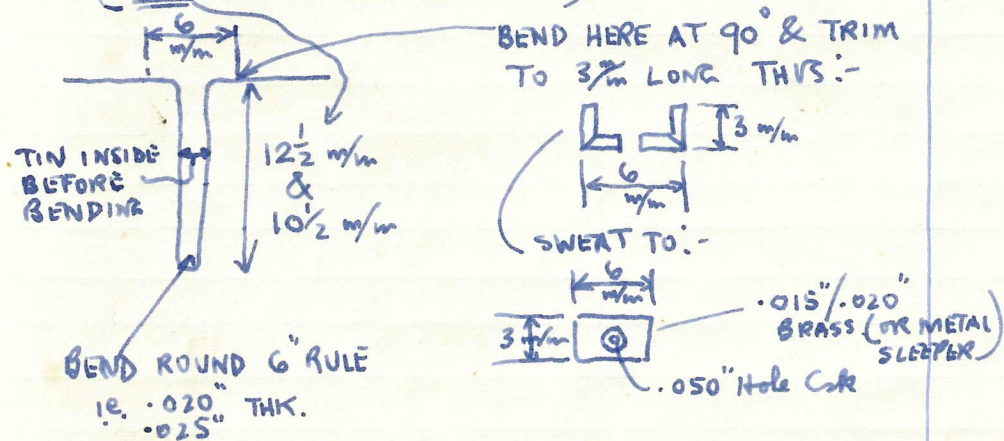 6
m/m
BEND HERE AT 90° & TRIM
TO 3 m/m LONG THUS:-
TIN INSIDE
BEFORE
BENDING
12½ m/m
&
10½ m/m
3 m/m
6
m/m
SWEAT TO:-
6
m/m
3 m/m
.015"/.020"
BRASS (OR METAL
SLEEPER)
.050" Hole Csk
BEND ROUND 6" RULE
ie. .020" THK.
.025"